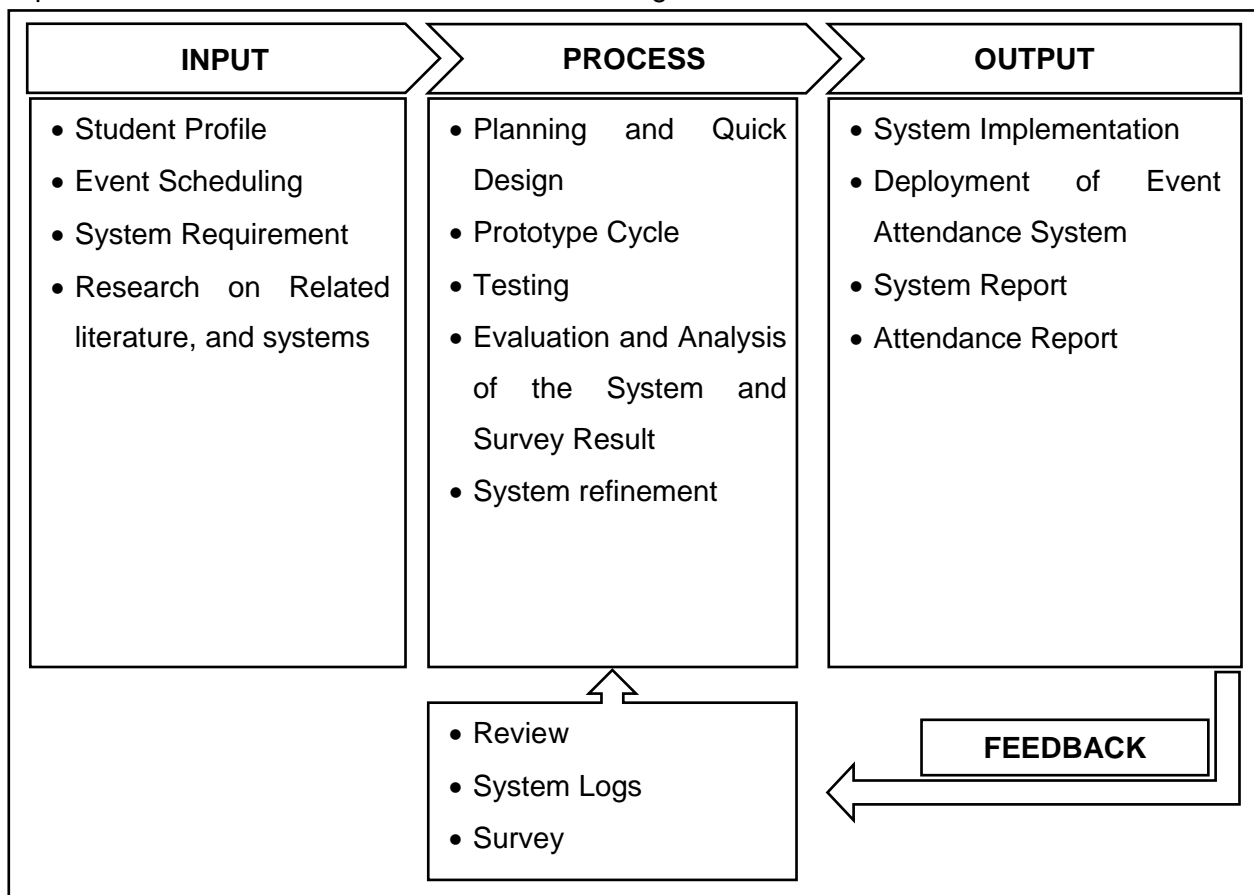 INPUT
PROCESS
OUTPUT
• Student Profile
• Event Scheduling
• System Requirement
• Research on Related
literature, and systems
• Planning and Quick
Design
• Prototype Cycle
• Testing
• Evaluation and Analysis
of the System and
Survey Result
• System refinement
• System Implementation
• Deployment of Event
Attendance System
• System Report
• Attendance Report
• Review
• System Logs
• Survey
FEEDBACK